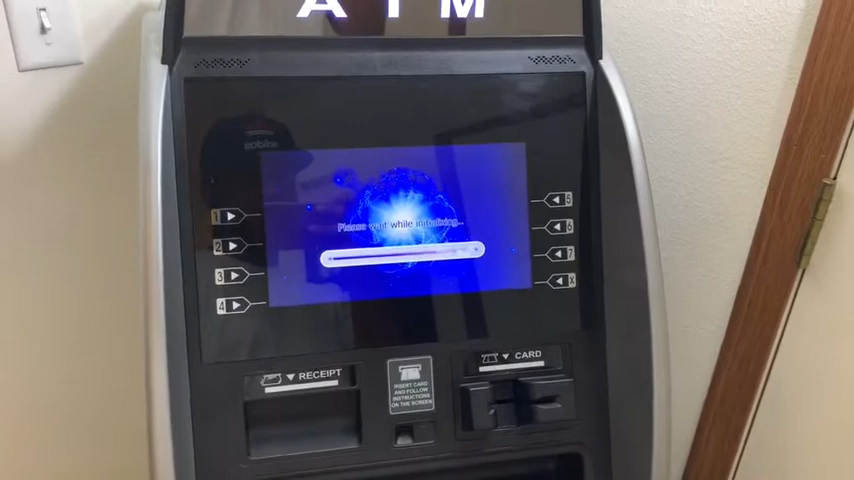 ATM
Please wait while initializing...
1
2
3
4
5
6
7
X
RECEIPT
CARD
INSERT CARD
AND FOLLOW
INSTRUCTIONS
ON THE SCREEN